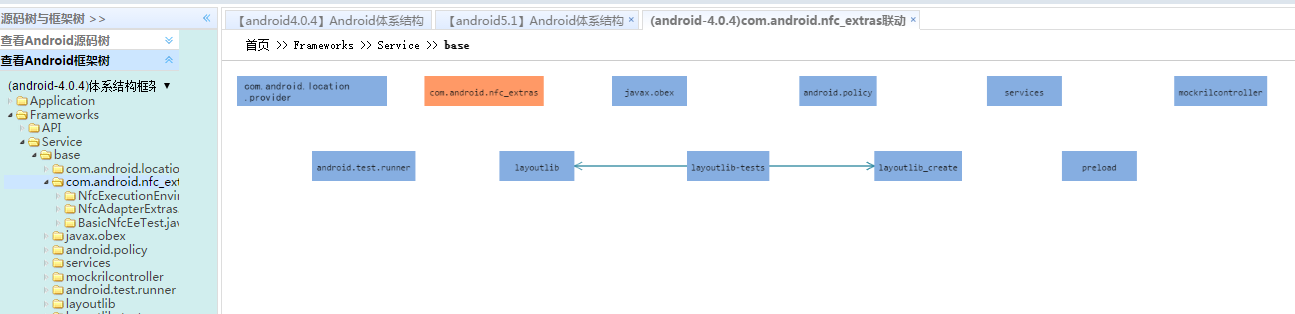 源码树与框架树 >>
查看Android源码树
查看Android框架树
(android-4.0.4)体系结构框架
Application
Frameworks
API
Service
base
com.android.locatio
com.android.nfc_ext
NfcExecutionEnvir
NfcAdapterExtras
BasicNfcEeTest.jav
javax.obex
android.policy
services
mockrilcontroller
android.test.runner
layoutlib
【android4.0.4】Android体系结构
【android5.1】Android体系结构 ×
(android-4.0.4)com.android.nfc_extras联动 ×
首页 >> Frameworks >> Service >> base
com.android.location
.provider
com.android.nfc_extras
javax.obex
android.policy
services
mockrilcontroller
android.test.runner
layoutlib
layoutlib-tests
layoutlib_create
preload